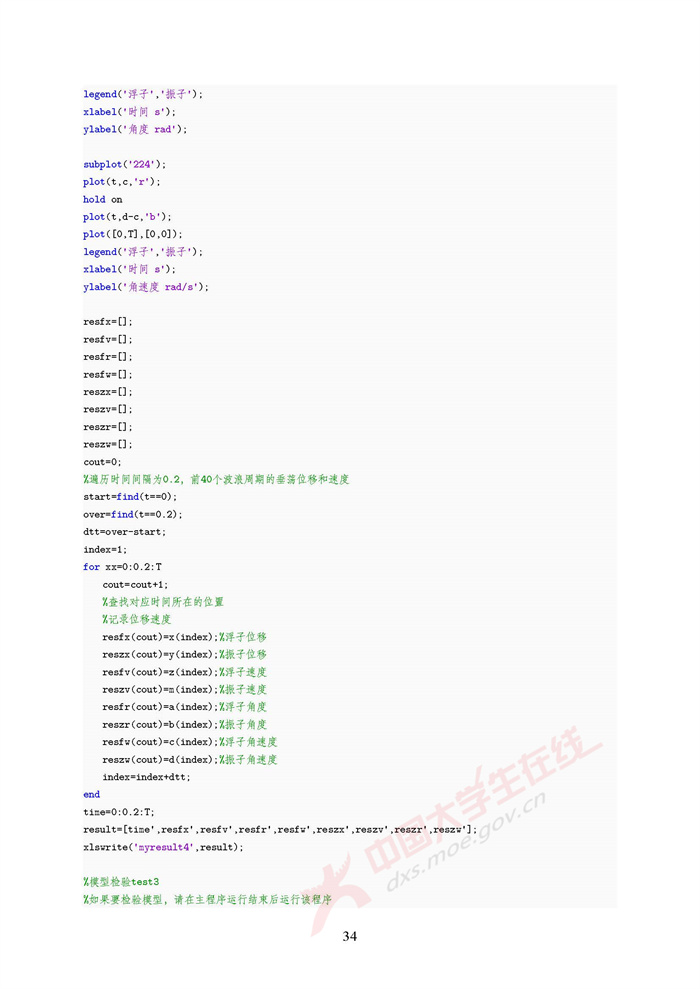 legend('浮子','振子');
xlabel('时间 s');
ylabel('角度 rad');
subplot('224');
plot(t,c,'r');
hold on
plot(t,d-c,'b');
plot([0,T],[0,0]);
legend('浮子','振子');
xlabel('时间 s');
ylabel('角速度 rad/s');
resfx=[];
resfv=[];
resfr=[];
resfw=[];
reszx=[];
reszv=[];
reszr=[];
reszw=[];
cout=0;
%遍历时间间隔为0.2，前40个波浪周期的垂荡位移和速度
start=find(t==0);
over=find(t==0.2);
dtt=over-start;
index=1;
for xx=0:0.2:T
cout=cout+1;
%查找对应时间所在的位置
%记录位移速度
resfx(cout)=x(index);%浮子位移
reszx(cout)=y(index);%振子位移
resfv(cout)=z(index);%浮子速度
reszv(cout)=m(index);%振子速度
resfr(cout)=a(index);%浮子角度
reszr(cout)=b(index);%振子角度
resfw(cout)=c(index);%浮子角速度
reszw(cout)=d(index);%振子角速度
index=index+dtt;
end
time=0:0.2:T;
result=[time',resfx',resfv',resfr',resfw',reszx',reszv',reszr',reszw'];
xlswrite('myresult4',result);
%模型检验test3
%如果要检验模型，请在主程序运行结束后运行该程序
中国大学生在线
dxs.moe.gov.cn
34